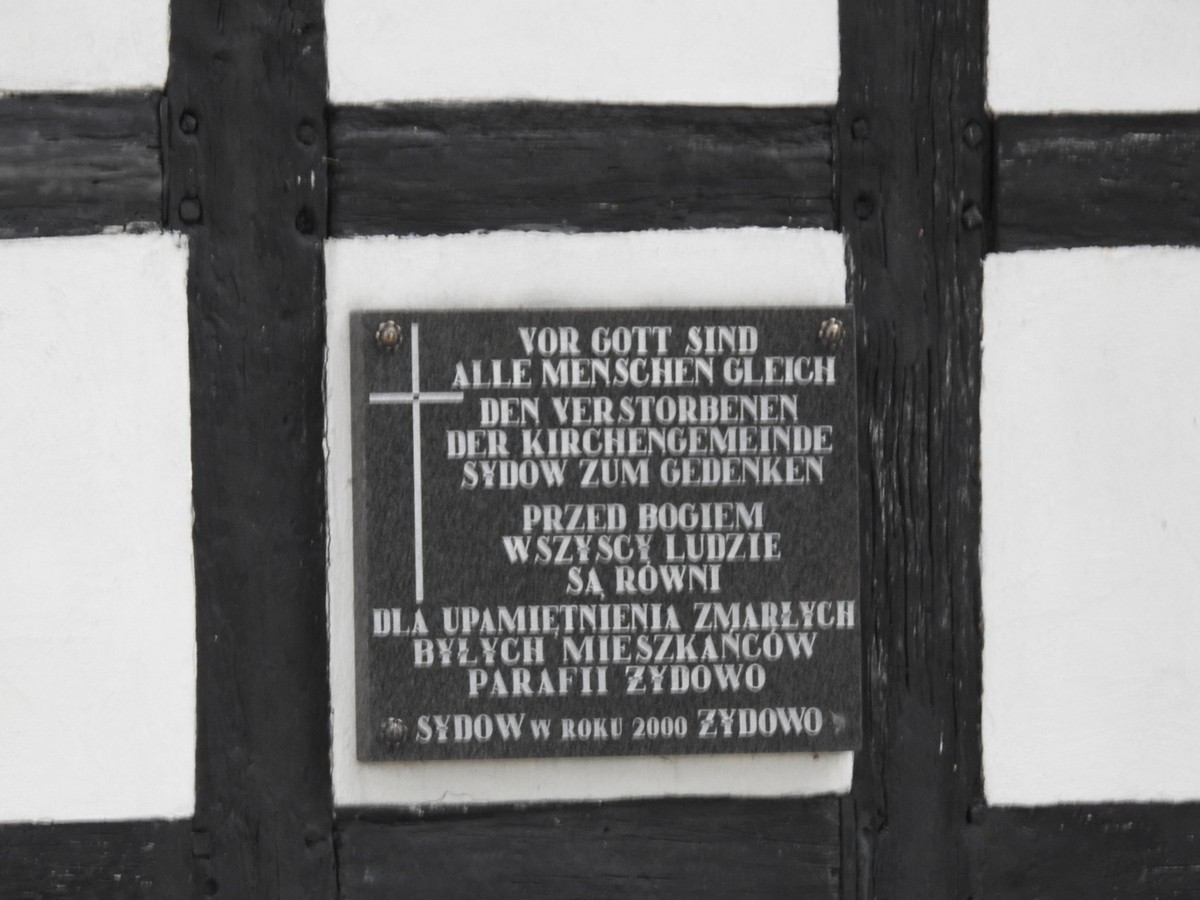 VOR GOTT SIND
ALLE MENSCHEN GLEICH
DEN VERSTORBENEN
DER KIRCHENGEMEINDE
SYDOW ZUM GEDENKEN
PRZED BOGIEM
WSZYSCY LUDZIE
SĄ RÓWNI
DLA UPAMIĘTNIENIA ZMARŁYCH
BYŁYCH MIESZKAŃCÓW
PARAFII ŻYDOWO
SYDOW W ROKU 2000 ŻYDOWO